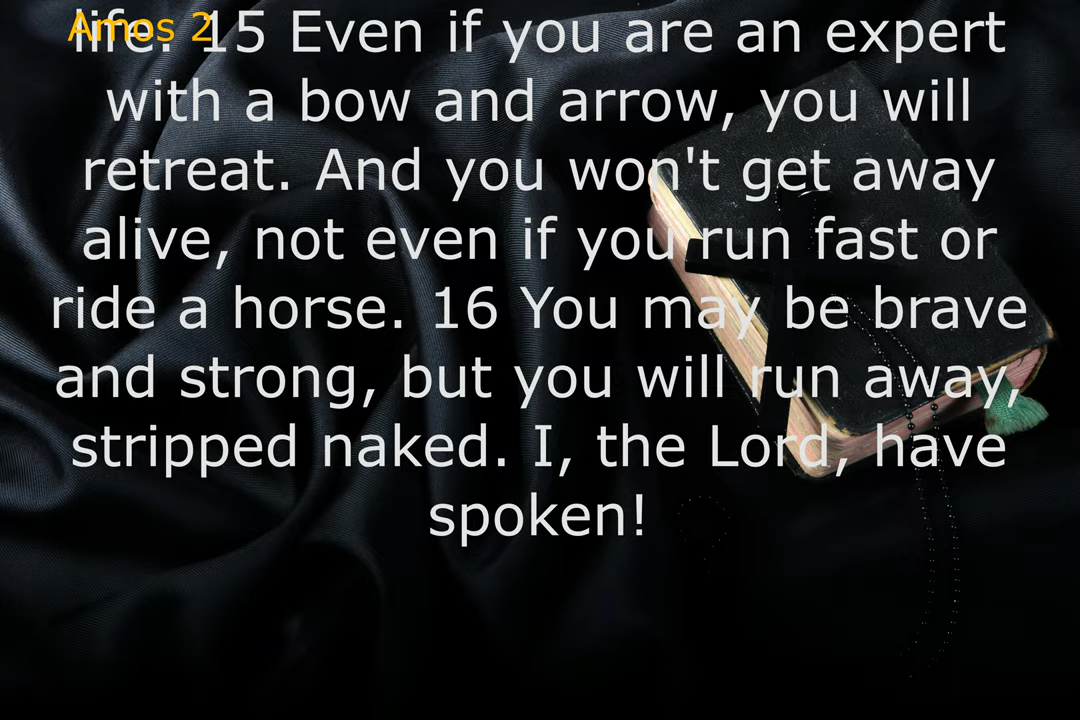 Amos 2
life. 15 Even if you are an expert
with a bow and arrow, you will
retreat. And you won't get away
alive, not even if you run fast or
ride a horse. 16 You may be brave
and strong, but you will run away,
stripped naked. I, the Lord, have
spoken!